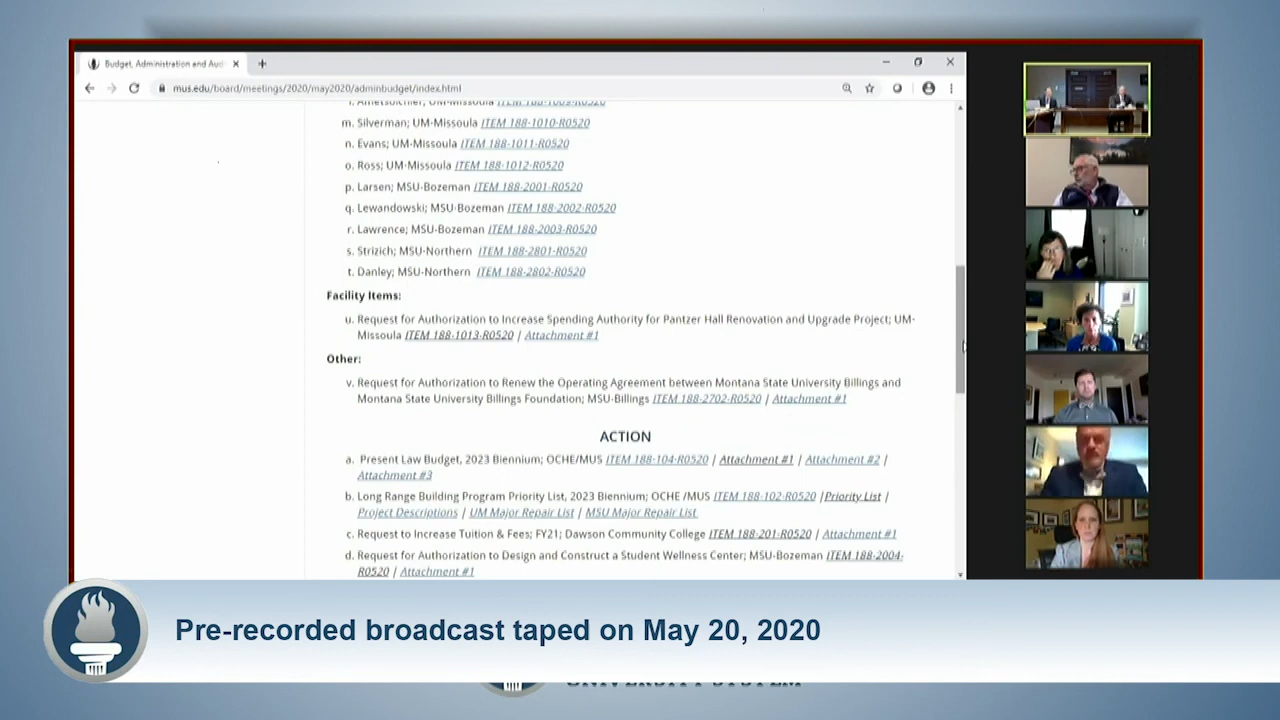 Budget, Administration and Aud
mus.edu/board/meetings/2020/may2020/adminbudget/index.html
m. Silverman; UM-Missoula ITEM 188-1010-R0520
n. Evans; UM-Missoula ITEM 188-1011-R0520
o. Ross; UM-Missoula ITEM 188-1012-R0520
p. Larsen; MSU-Bozeman ITEM 188-2001-R0520
q. Lewandowski; MSU-Bozeman ITEM 188-2002-R0520
r. Lawrence; MSU-Bozeman ITEM 188-2003-R0520
s. Strizich; MSU-Northern ITEM 188-2801-R0520
t. Danley; MSU-Northern ITEM 188-2802-R0520
Facility Items:
u. Request for Authorization to Increase Spending Authority for Pantzer Hall Renovation and Upgrade Project; UM-
Missoula ITEM 188-1013-R0520 | Attachment #1
Other:
v. Request for Authorization to Renew the Operating Agreement between Montana State University Billings and
Montana State University Billings Foundation; MSU-Billings ITEM 188-2702-R0520 | Attachment #1
ACTION
a. Present Law Budget, 2023 Biennium; OCHE/MUS ITEM 188-104-R0520 | Attachment #1 | Attachment #2 |
Attachment #3
b. Long Range Building Program Priority List, 2023 Biennium; OCHE /MUS ITEM 188-102-R0520 |Priority List |
Project Descriptions | UM Major Repair List | MSU Major Repair List
c. Request to Increase Tuition & Fees; FY21; Dawson Community College ITEM 188-201-R0520 | Attachment #1
d. Request for Authorization to Design and Construct a Student Wellness Center; MSU-Bozeman ITEM 188-2004-
R0520 | Attachment #1
Pre-recorded broadcast taped on May 20, 2020